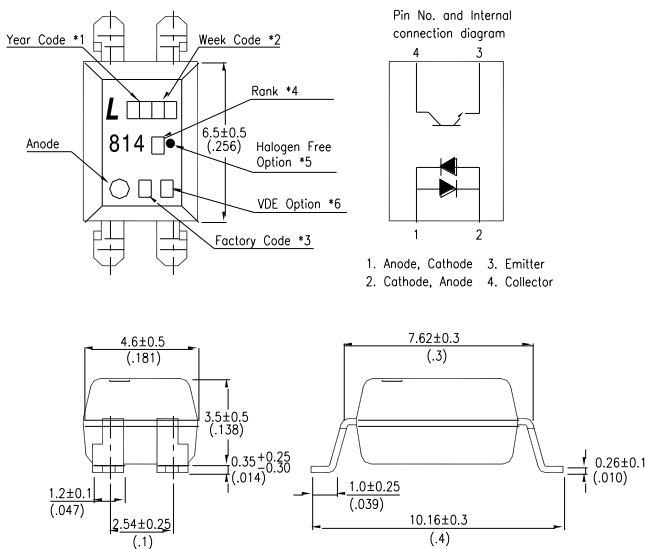 Pin No. and Internal
connection diagram
Year Code *1
Week Code *2
4
3
Rank *4
L
814
6.5±0.5
(.256)
Anode
Halogen Free
Option *5
VDE Option *6
Factory Code *3
1
2
1. Anode, Cathode 3. Emitter
2. Cathode, Anode 4. Collector
4.6±0.5
(.181)
7.62±0.3
(.3)
3.5±0.5
(.138)
0.35+0.25
(.014)-0.30
0.26±0.1
(.010)
1.2±0.1
(.047)
1.0±0.25
(.039)
2.54±0.25
(.1)
10.16±0.3
(.4)